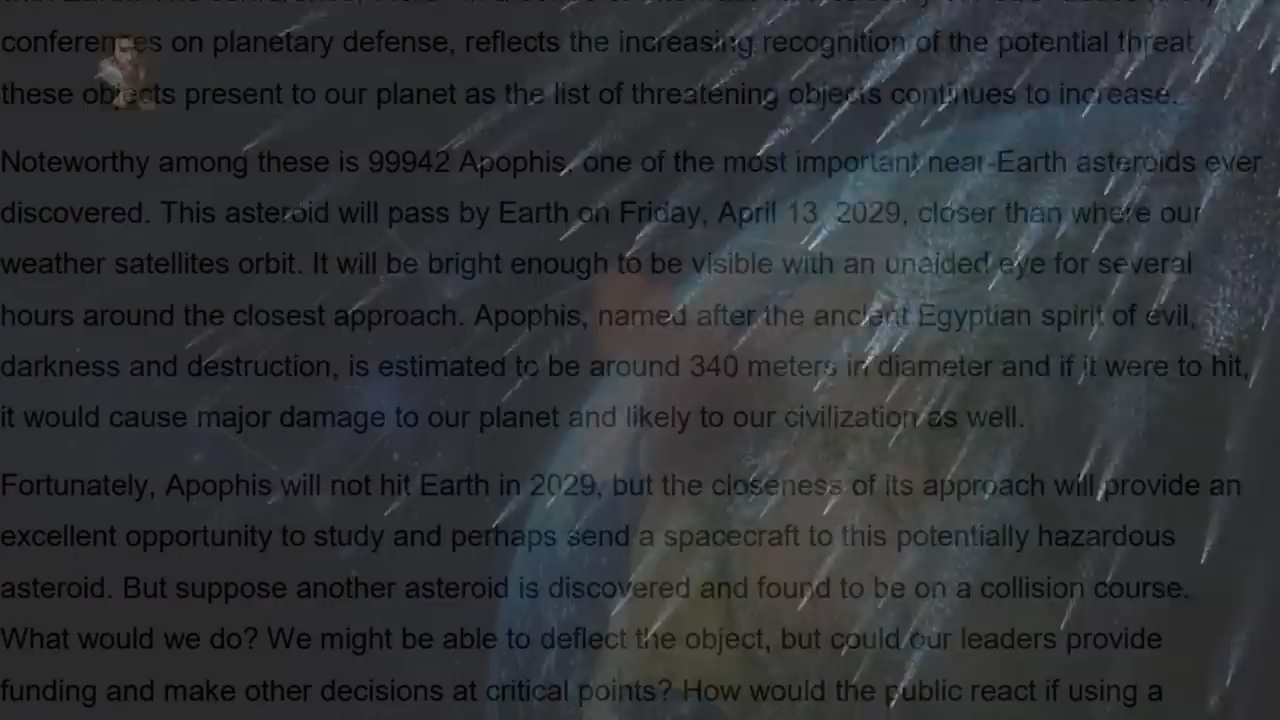 conferences on planetary defense, reflects the increasing recognition of the potential threat
these objects present to our planet as the list of threatening objects continues to increase.
Noteworthy among these is 99942 Apophis, one of the most important near-Earth asteroids ever
discovered. This asteroid will pass by Earth on Friday, April 13, 2029, closer than where our
weather satellites orbit. It will be bright enough to be visible with an unaided eye for several
hours around the closest approach. Apophis, named after the ancient Egyptian spirit of evil,
darkness and destruction, is estimated to be around 340 meters in diameter and if it were to hit,
it would cause major damage to our planet and likely to our civilization as well.
Fortunately, Apophis will not hit Earth in 2029, but the closeness of its approach will provide an
excellent opportunity to study and perhaps send a spacecraft to this potentially hazardous
asteroid. But suppose another asteroid is discovered and found to be on a collision course.
What would we do? We might be able to deflect the object, but could our leaders provide
funding and make other decisions at critical points? How would the public react if using a